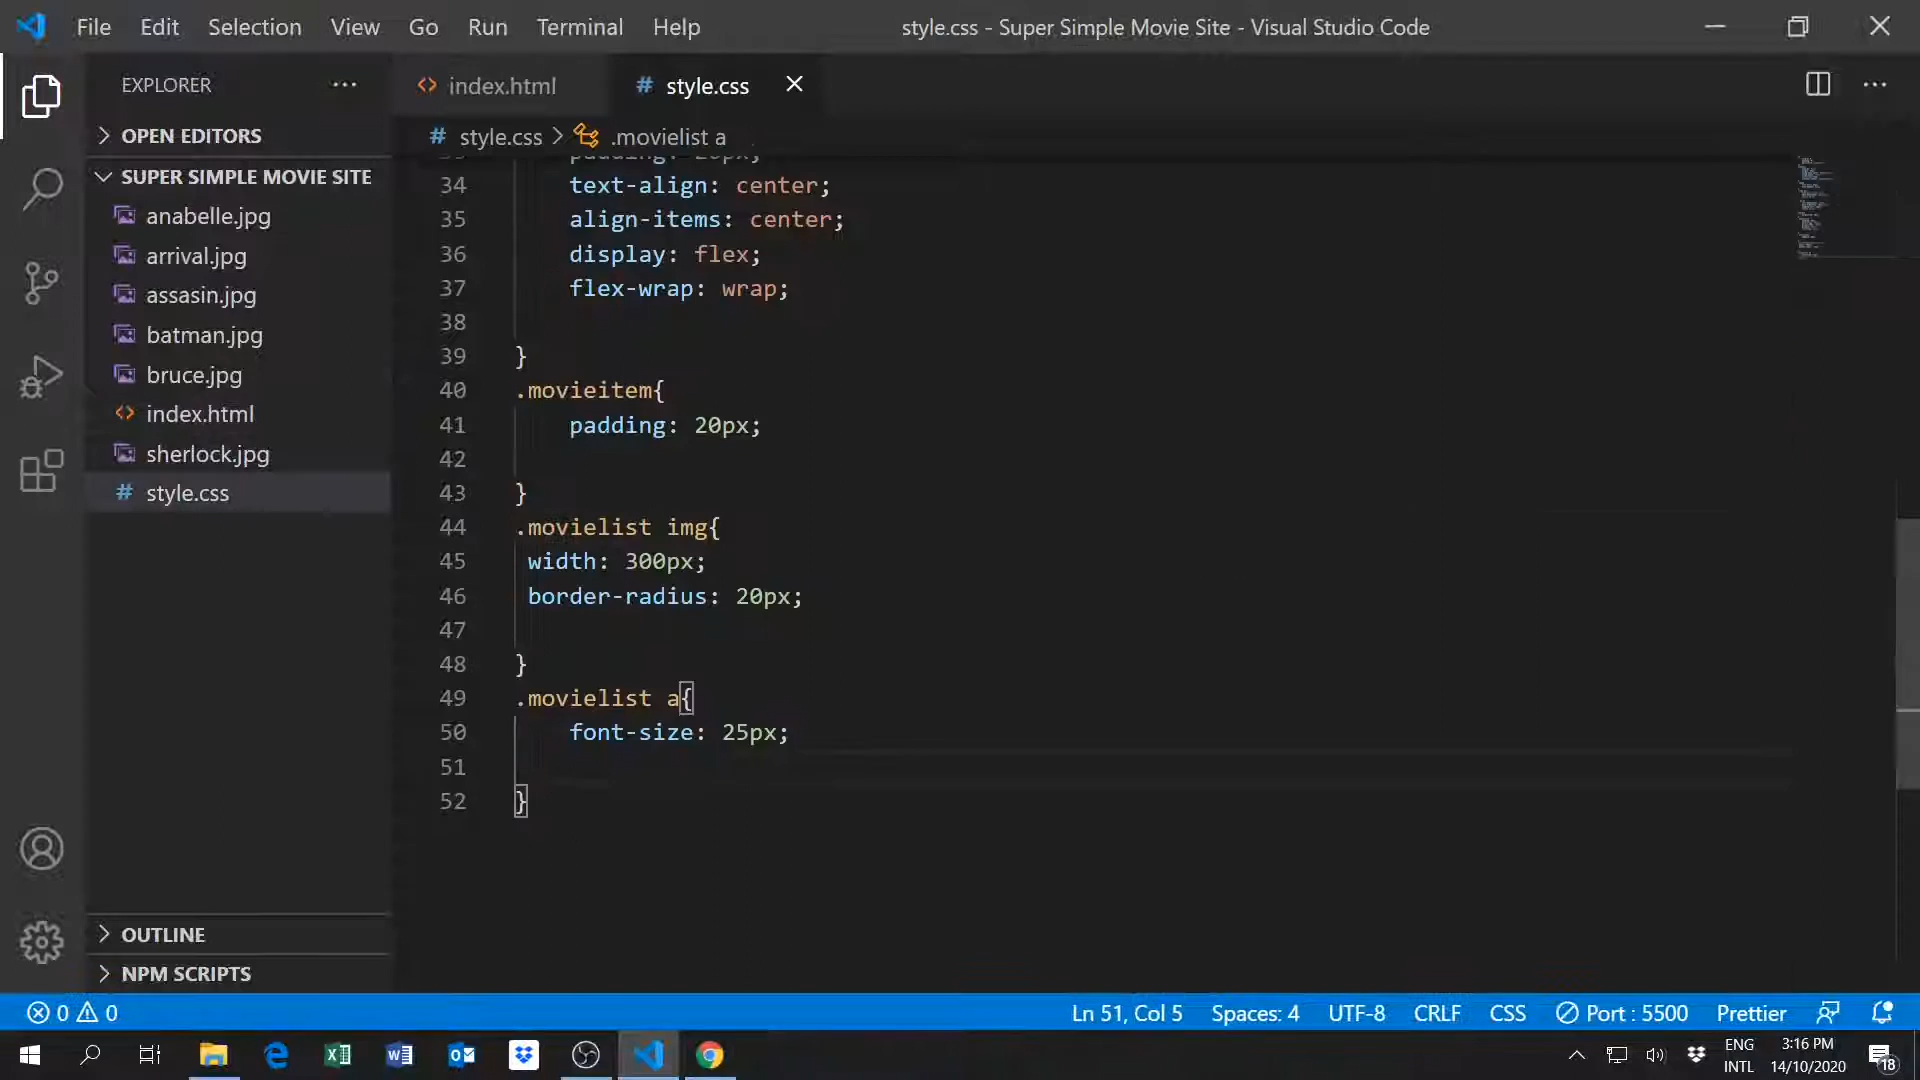 File Edit Selection View Go Run Terminal Help style.css - Super Simple Movie Site - Visual Studio Code
EXPLORER
index.html
# style.css
OPEN EDITORS
# style.css > .movielist a
SUPER SIMPLE MOVIE SITE
anabelle.jpg
arrival.jpg
assasin.jpg
batman.jpg
bruce.jpg
index.html
sherlock.jpg
# style.css
34 text-align: center;
35 align-items: center;
36 display: flex;
37 flex-wrap: wrap;
38
39 }
40 .movieitem{
41 padding: 20px;
42
43 }
44 .movielist img{
45 width: 300px;
46 border-radius: 20px;
47
48 }
49 .movielist a{
50 font-size: 25px;
51
52 }
OUTLINE
NPM SCRIPTS
0 0 Ln 51, Col 5 Spaces: 4 UTF-8 CRLF CSS Port : 5500 Prettier
ENG
INTL
3:16 PM
14/10/2020
18